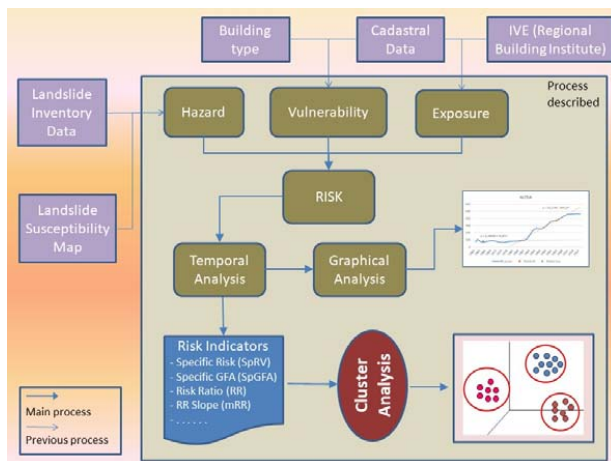 Building
type
Cadastral
Data
IVE (Regional
Building Institute)
Process
described
Landslide
Inventory
Data
Hazard
Vulnerability
Exposure
RISK
Landslide
Susceptibility
Map
Temporal
Analysis
Graphical
Analysis
Risk Indicators
- Specific Risk (SpRV)
- Specific GFA (SpGFA)
- Risk Ratio (RR)
- RR Slope (mRR)
- . . . . . .
Cluster
Analysis
Main process
Previous process